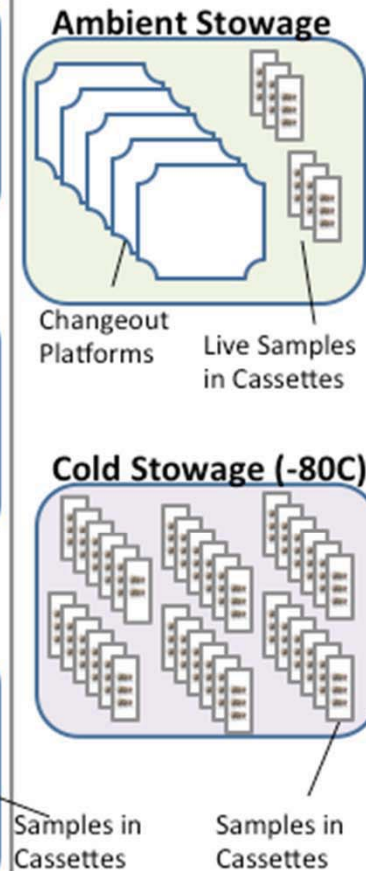 Ambient Stowage
Changeout
Platforms
Live Samples
in Cassettes
Cold Stowage (-80C)
Samples in
Cassettes
Samples in
Cassettes